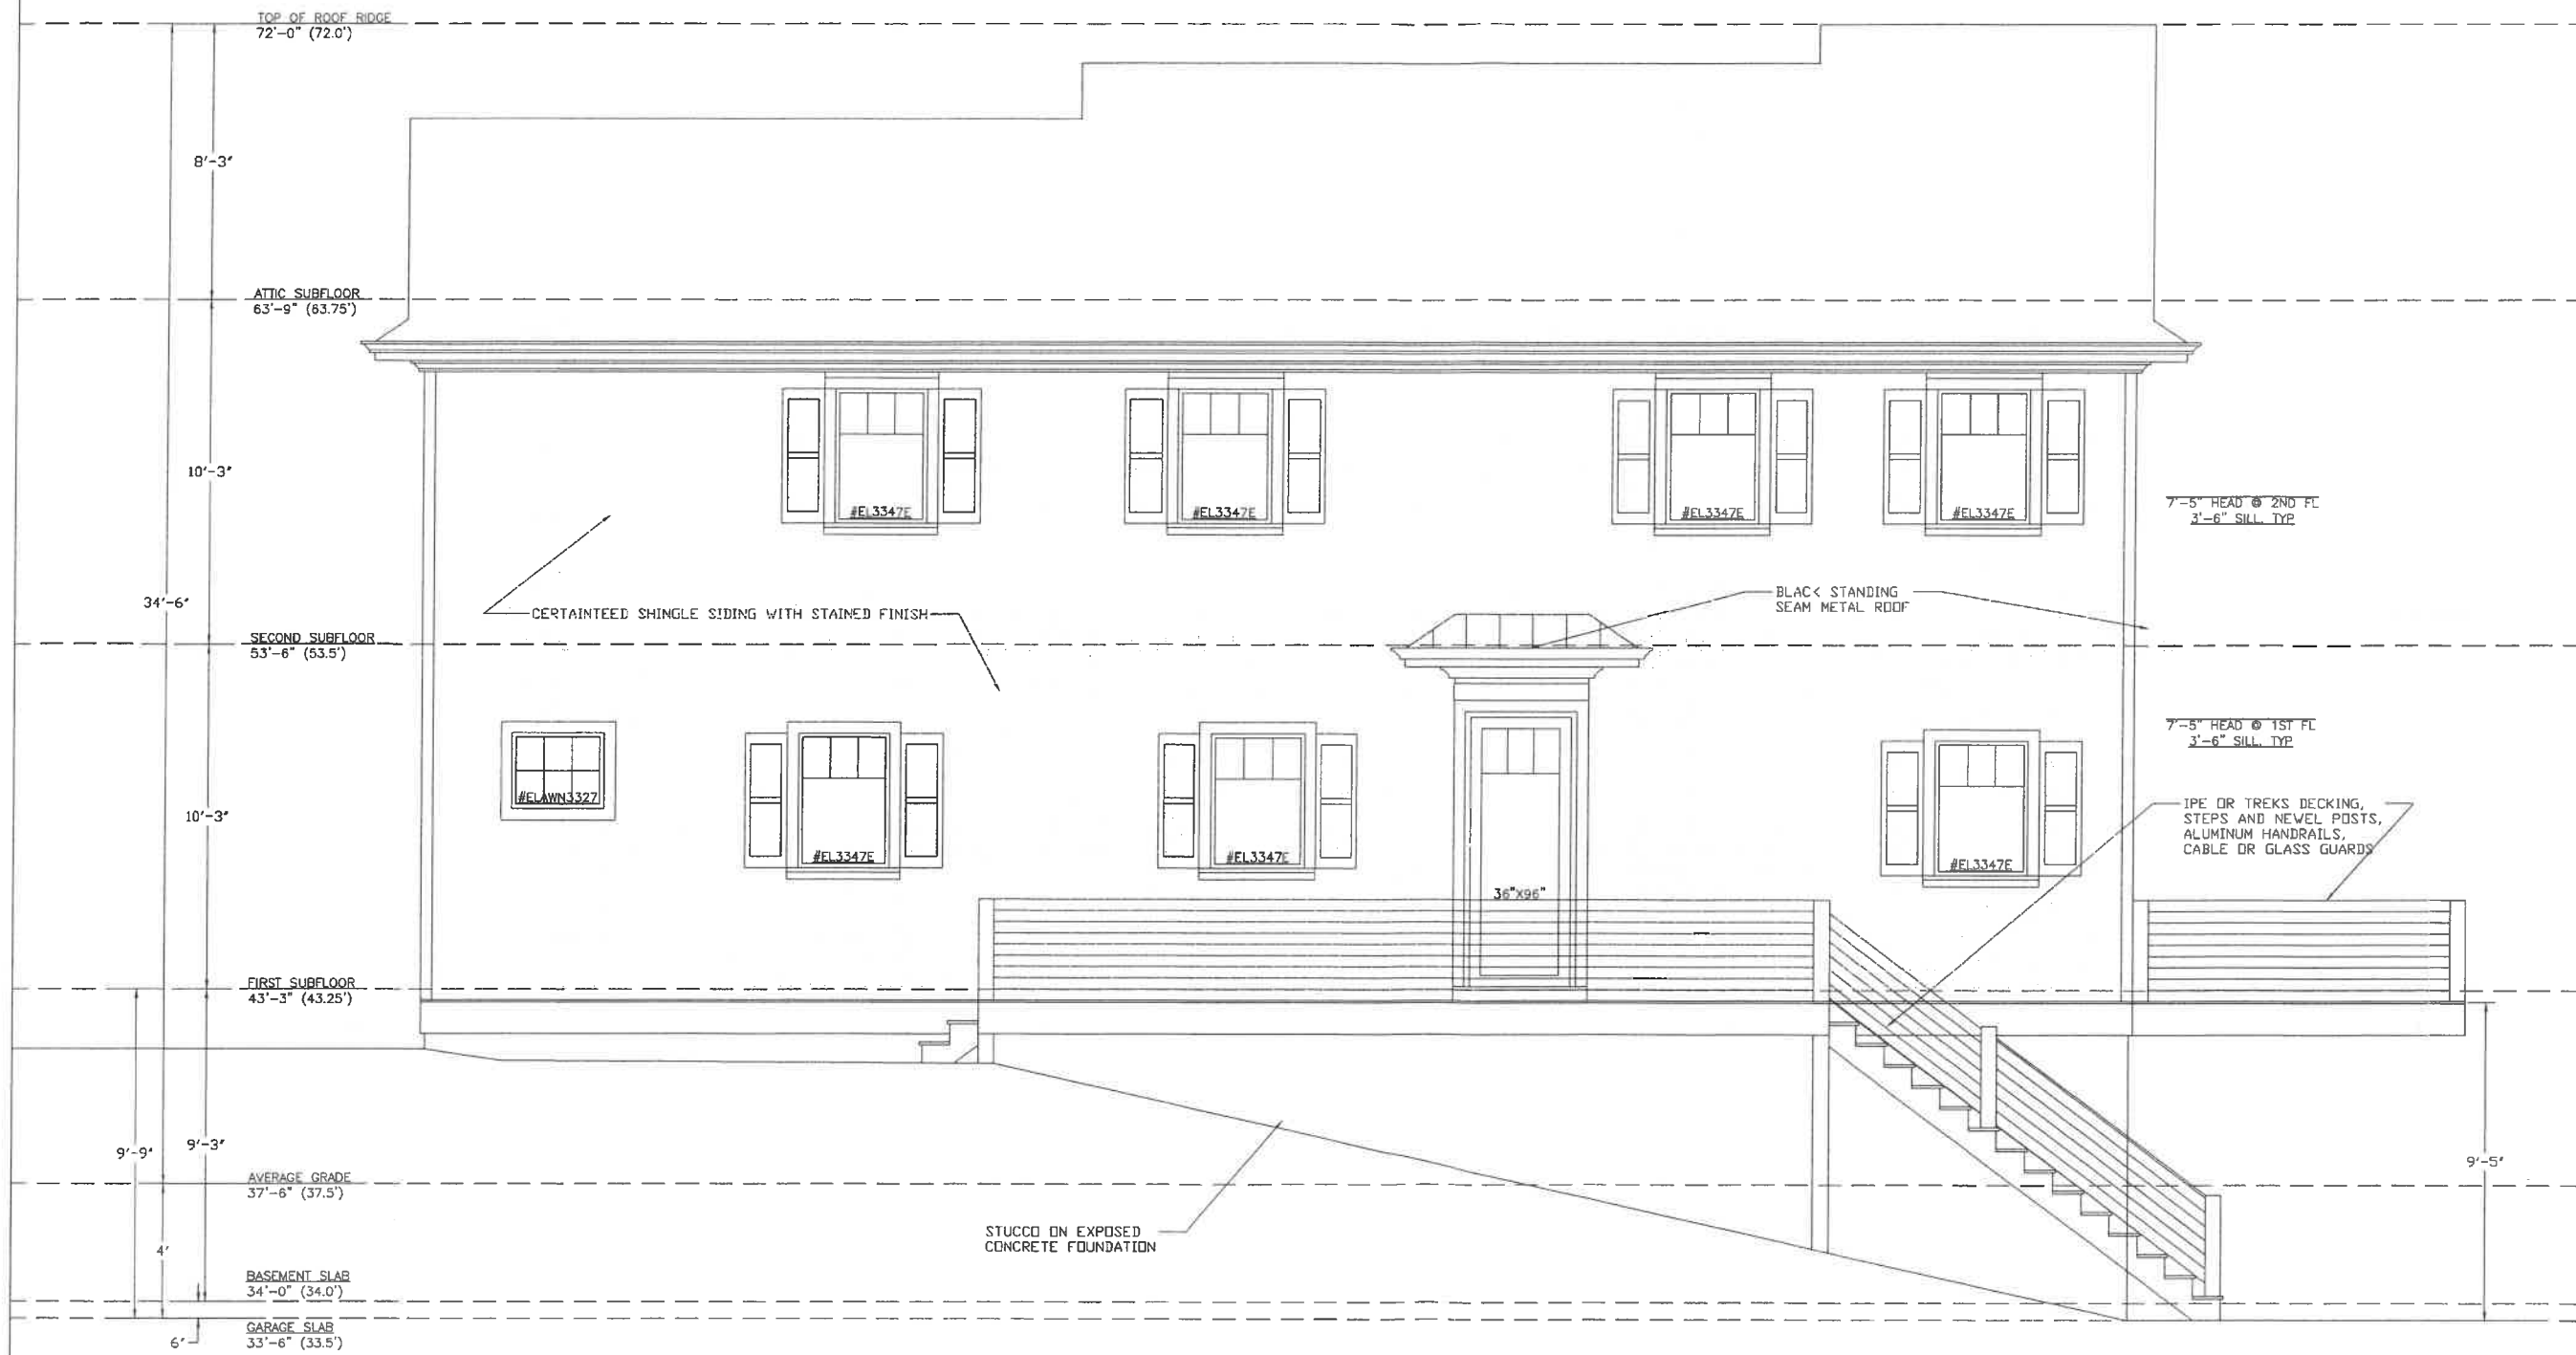 TOP OF ROOF RIDGE
72'-0" (72.0')
8'-3"
ATTIC SUBFLOOR
63'-9" (63.75')
10'-3"
#EL3347E
#EL3347E
#EL3347E
#EL3347E
7'-5" HEAD @ 2ND FL
3'-6" SILL. TYP
34'-6"
CERTAINTEED SHINGLE SIDING WITH STAINED FINISH
BLACK STANDING
SEAM METAL ROOF
SECOND SUBFLOOR
53'-6" (53.5')
7'-5" HEAD @ 1ST FL
3'-6" SILL. TYP
10'-3"
#ELAWN3327
#EL3347E
#EL3347E
#EL3347E
36"X96"
IPE OR TREKS DECKING,
STEPS AND NEWEL POSTS,
ALUMINUM HANDRAILS,
CABLE OR GLASS GUARDS
FIRST SUBFLOOR
43'-3" (43.25')
9'-9"
9'-3"
9'-5"
AVERAGE GRADE
37'-6" (37.5')
4'
STUCCO ON EXPOSED
CONCRETE FOUNDATION
BASEMENT SLAB
34'-0" (34.0')
GARAGE SLAB
33'-6" (33.5')
6"